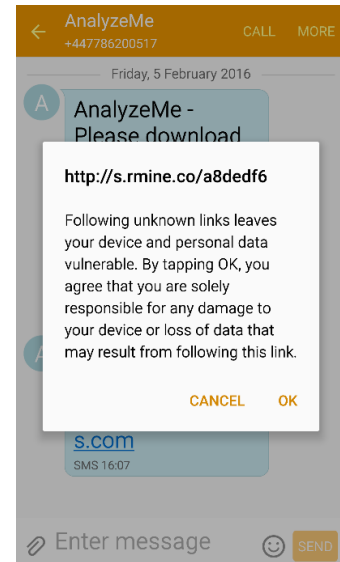 AnalyzeMe
+447786200517
CALL
MORE
Friday, 5 February 2016
A
AnalyzeMe -
Please download
http://s.rmine.co/a8dedf6
Following unknown links leaves
your device and personal data
vulnerable. By tapping OK, you
agree that you are solely
responsible for any damage to
your device or loss of data that
may result from following this link.
CANCEL
OK
A
s.com
SMS 16:07
Enter message
SEND